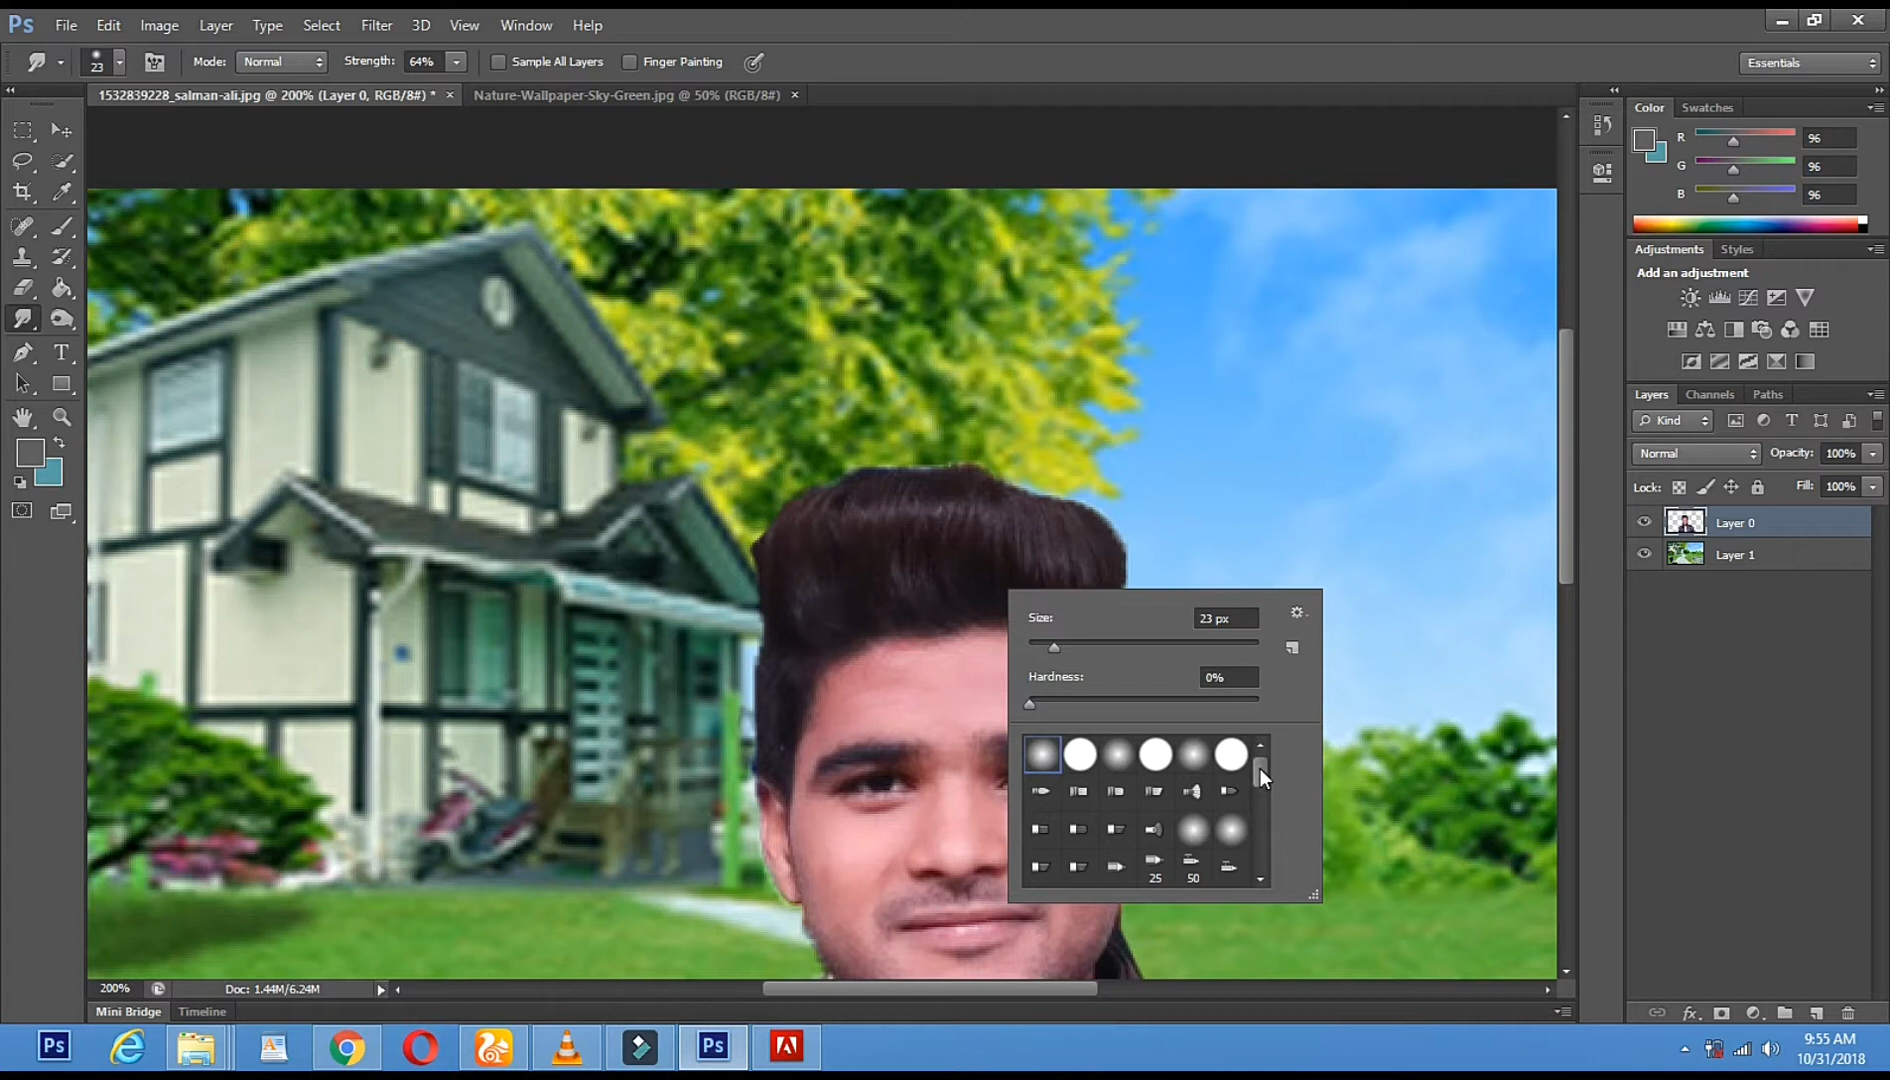 Ps File Edit Image Layer Type Select Filter 3D View Window Help
23 Mode: Normal Strength: 64% Sample All Layers Finger Painting Essentials
1532839228_salman-ali.jpg @ 200% (Layer 0, RGB/8#) * × Nature-Wallpaper-Sky-Green.jpg @ 50% (RGB/8#) ×
Color Swatches
R 96
G 96
B 96
Adjustments Styles
Add an adjustment
Layers Channels Paths
Kind
Normal Opacity: 100%
Lock: Fill: 100%
Layer 0
Layer 1
Size: 23 px
Hardness: 0%
25 50
200% Doc: 1.44M/6.24M
Mini Bridge Timeline
fx
Ps Ps
9:55 AM
10/31/2018